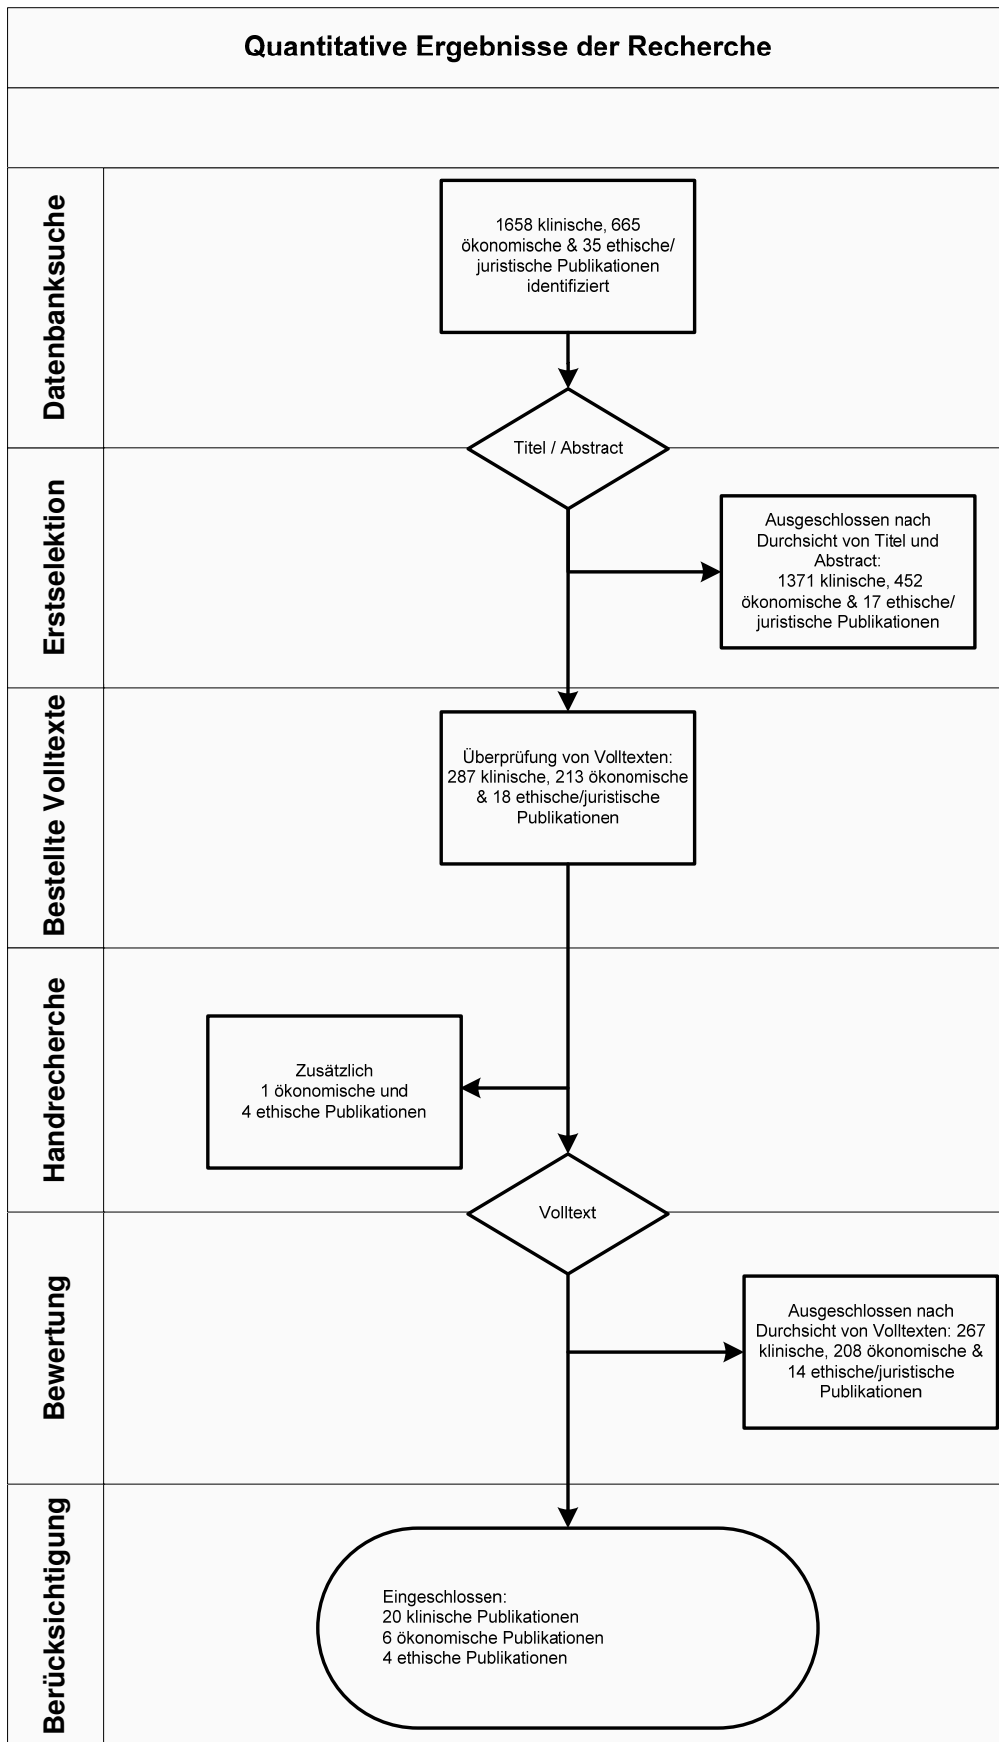 Quantitative Ergebnisse der Recherche
Datenbanksuche
1658 klinische, 665
ökonomische & 35 ethische/
juristische Publikationen
identifiziert
Titel / Abstract
Erstselektion
Ausgeschlossen nach
Durchsicht von Titel und
Abstract:
1371 klinische, 452
ökonomische & 17 ethische/
juristische Publikationen
Bestellte Volltexte
Überprüfung von Volltexten:
287 klinische, 213 ökonomische
& 18 ethische/juristische
Publikationen
Handrecherche
Zusätzlich
1 ökonomische und
4 ethische Publikationen
Volltext
Bewertung
Ausgeschlossen nach
Durchsicht von Volltexten: 267
klinische, 208 ökonomische &
14 ethische/juristische
Publikationen
Berücksichtigung
Eingeschlossen:
20 klinische Publikationen
6 ökonomische Publikationen
4 ethische Publikationen